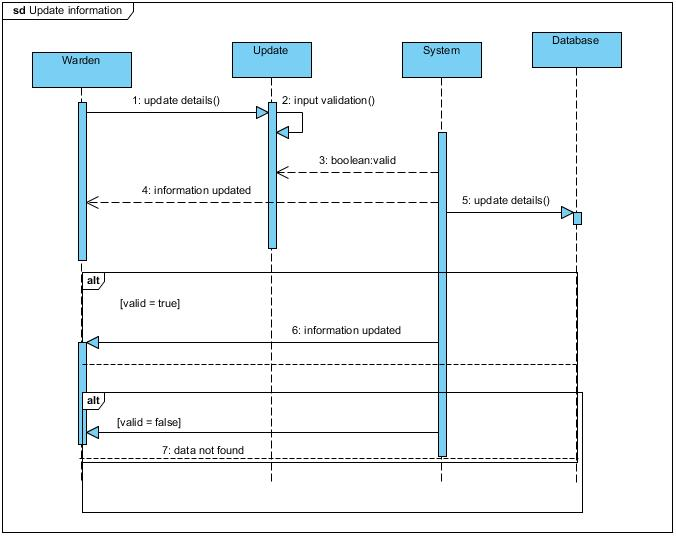 sd Update information
Warden
Update
System
Database
1: update details()
2: input validation()
3: boolean:valid
4: information updated
5: update details()
alt
[valid = true]
6: information updated
alt
[valid = false]
7: data not found